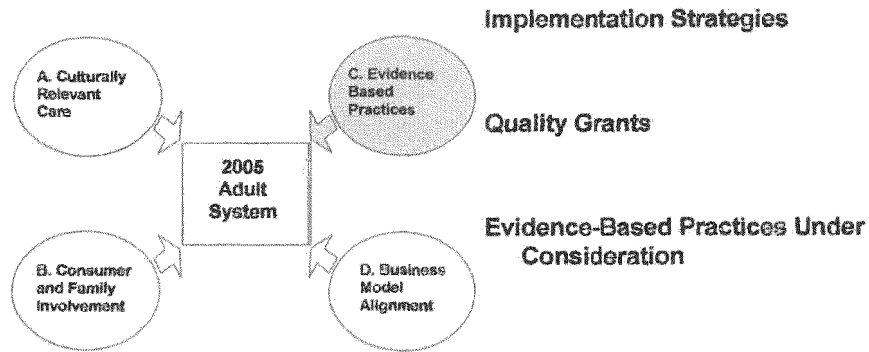 Implementation Strategies
A. Culturally
Relevant
Care
C. Evidence
Based
Practices
Quality Grants
2005
Adult
System
Evidence-Based Practices Under
Consideration
B. Consumer
and Family
Involvement
D. Business
Model
Alignment